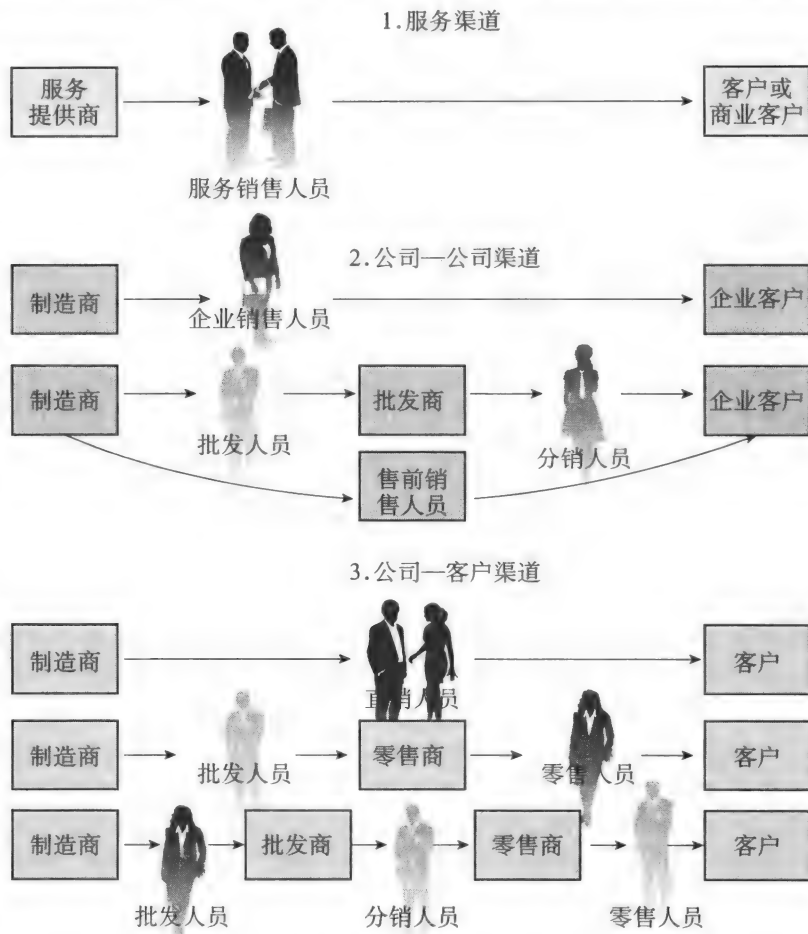 1.服务渠道
服务
提供商
客户或
商业客户
服务销售人员
2.公司—公司渠道
制造商
企业销售人员
企业客户
制造商
批发人员
批发商
分销人员
企业客户
售前销
售人员
3.公司—客户渠道
制造商
直销人员
客户
制造商
批发人员
零售商
零售人员
客户
制造商
批发商
零售商
客户
批发人员
分销人员
零售人员